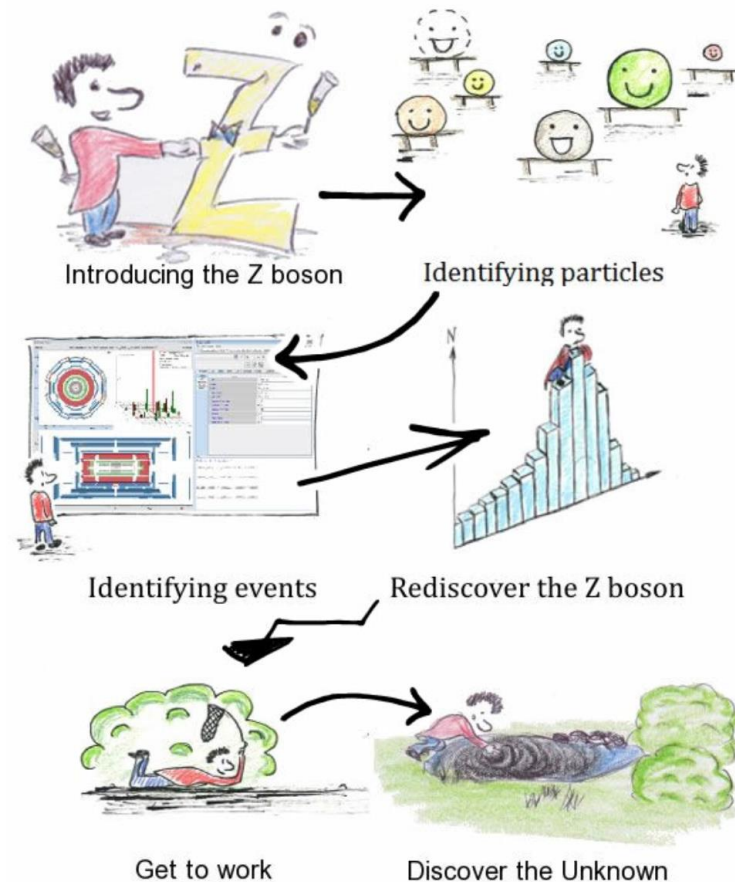 Introducing the Z boson
Identifying particles
N
Identifying events
Rediscover the Z boson
Get to work
Discover the Unknown